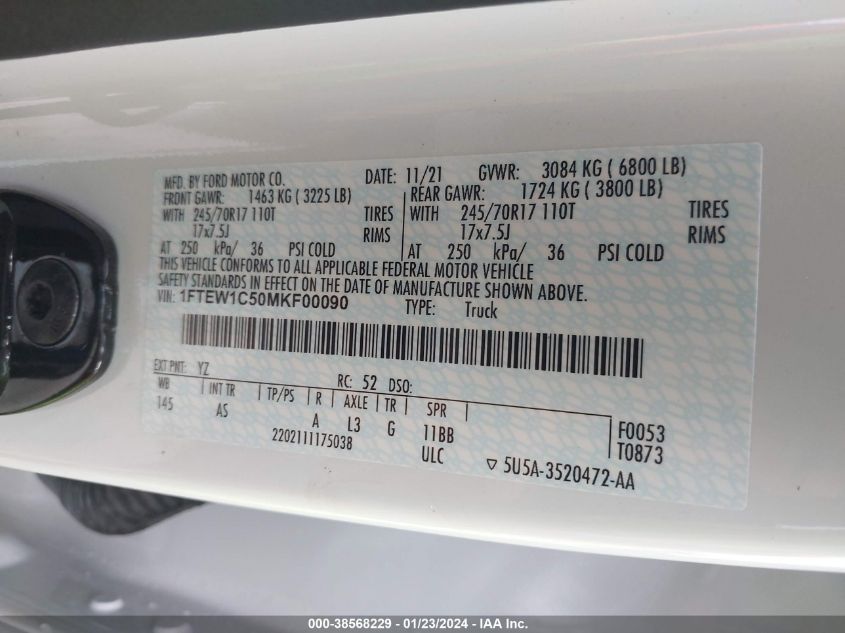 MFD. BY FORD MOTOR CO. DATE: 11/21 GVWR: 3084 KG ( 6800 LB)
FRONT GAWR: 1463 KG ( 3225 LB) REAR GAWR: 1724 KG ( 3800 LB)
WITH 245/70R17 110T TIRES WITH 245/70R17 110T TIRES
17x7.5J RIMS 17x7.5J RIMS
AT 250 kPa/ 36 PSI COLD AT 250 kPa/ 36 PSI COLD
THIS VEHICLE CONFORMS TO ALL APPLICABLE FEDERAL MOTOR VEHICLE
SAFETY STANDARDS IN EFFECT ON THE DATE OF MANUFACTURE SHOWN ABOVE.
VIN: 1FTEW1C50MKF00090 TYPE: Truck
EXT PNT: YZ RC: 52 DSO:
WB INT TR TP/PS R AXLE TR SPR
145 AS A L3 G 11BB F0053
2202111175038 ULC T0873
5U5A-3520472-AA
000-38568229 - 01/23/2024 - IAA Inc.